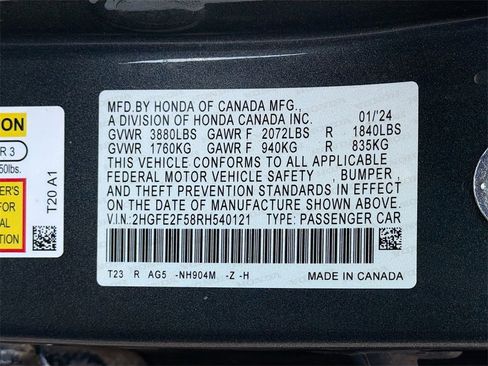 MFD.BY HONDA OF CANADA MFG.,
A DIVISION OF HONDA CANADA INC. 01/'24
GVWR 3880LBS GAWR F 2072LBS R 1840LBS
GVWR 1760KG GAWR F 940KG R 835KG
THIS VEHICLE CONFORMS TO ALL APPLICABLE
FEDERAL MOTOR VEHICLE SAFETY , BUMPER ,
AND THEFT PREVENTION STANDARDS IN EFFECT
ON THE DATE OF MANUFACTURE SHOWN ABOVE.
V.I.N.: 2HGFE2F58RH540121 TYPE: PASSENGER CAR
T23 R AG5 -NH904M -Z -H
MADE IN CANADA
R 3
50lbs.
T20 A1